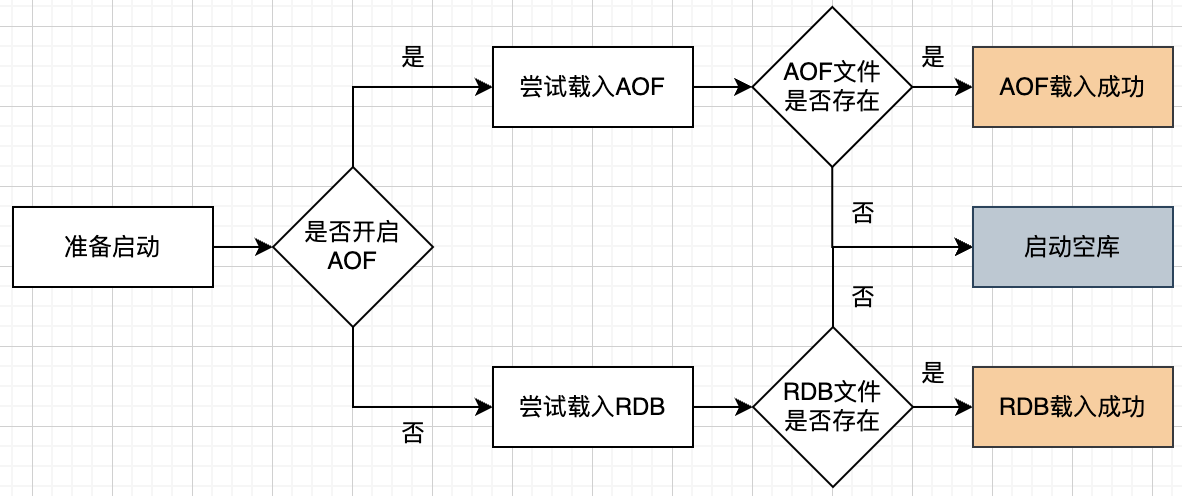 是
尝试载入AOF
AOF文件
是否存在
是
AOF载入成功
准备启动
是否开启
AOF
否
启动空库
否
否
尝试载入RDB
RDB文件
是否存在
是
RDB载入成功